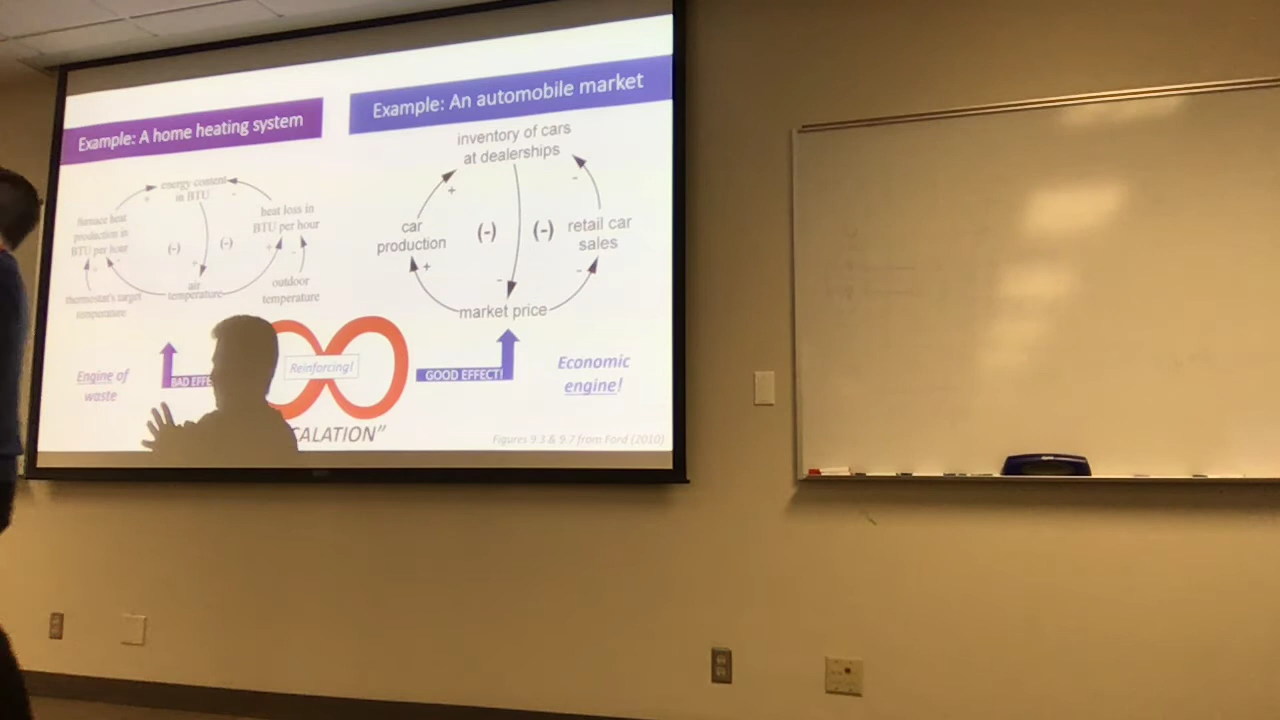 Example: A home heating system
energy content
in BTU
furnace heat
production in
BTU per hour
heat loss in
BTU per hour
+
-
(-)
(-)
+
-
+
-
air
temperature
outdoor
temperature
thermostat's target
temperature
Engine of
waste
BAD EFFE
Reinforcing!
CALATION"
Example: An automobile market
inventory of cars
at dealerships
+
-
car
production
(-)
(-)
retail car
sales
+
-
-
market price
GOOD EFFECT!
Economic
engine!
Figures 9.3 & 9.7 from Ford (2010)